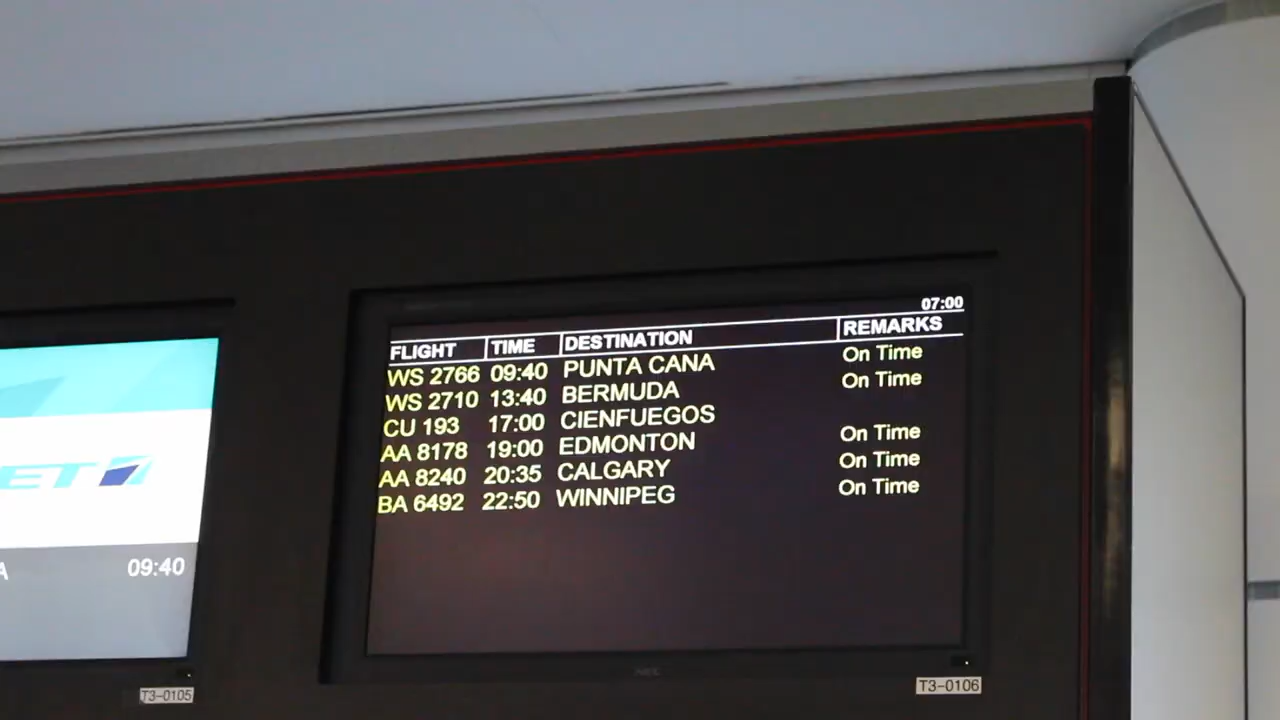 07:00
FLIGHT TIME DESTINATION REMARKS
WS 2766 09:40 PUNTA CANA On Time
WS 2710 13:40 BERMUDA On Time
CU 193 17:00 CIENFUEGOS
AA 8178 19:00 EDMONTON On Time
AA 8240 20:35 CALGARY On Time
BA 6492 22:50 WINNIPEG On Time
ET
A 09:40
NEC
T3-0105
T3-0106